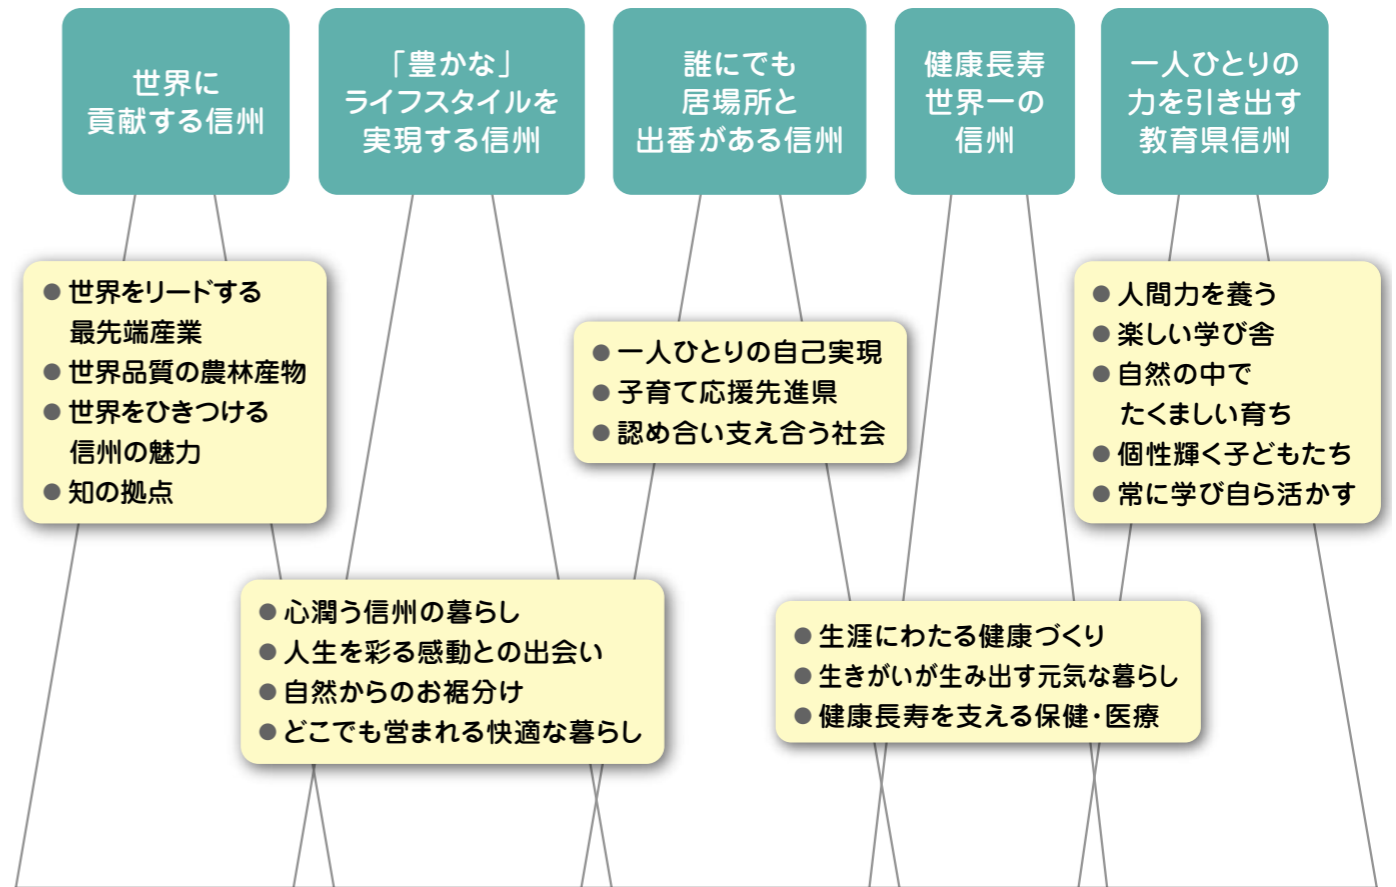 世界に
貢献する信州
「豊かな」
ライフスタイルを
実現する信州
誰にでも
居場所と
出番がある信州
健康長寿
世界一の
信州
一人ひとりの
力を引き出す
教育県信州
●世界をリードする
最先端産業
●世界品質の農林産物
●世界をひきつける
信州の魅力
●知の拠点
●心潤う信州の暮らし
●人生を彩る感動との出会い
●自然からのお裾分け
●どこでも営まれる快適な暮らし
●一人ひとりの自己実現
●子育て応援先進県
●認め合い支え合う社会
●生涯にわたる健康づくり
●生きがいが生み出す元気な暮らし
●健康長寿を支える保健・医療
●人間力を養う
●楽しい学び舎
●自然の中で
たくましい育ち
●個性輝く子どもたち
●常に学び自ら活かす